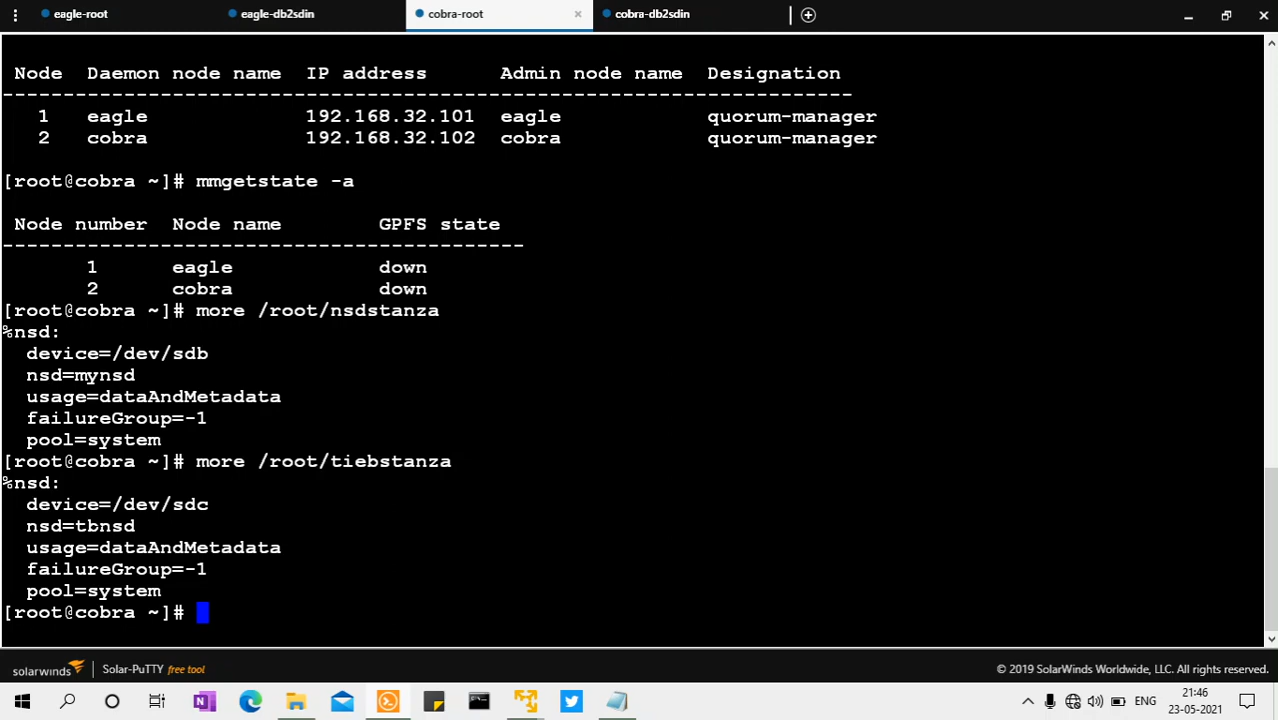 eagle-root eagle-db2sdin cobra-root × cobra-db2sdin
Node Daemon node name IP address Admin node name Designation
----------------------------------------------------------------------
1 eagle 192.168.32.101 eagle quorum-manager
2 cobra 192.168.32.102 cobra quorum-manager
[root@cobra ~]# mmgetstate -a
Node number Node name GPFS state
-------------------------------------------
1 eagle down
2 cobra down
[root@cobra ~]# more /root/nsdstanza
%nsd:
device=/dev/sdb
nsd=mynsd
usage=dataAndMetadata
failureGroup=-1
pool=system
[root@cobra ~]# more /root/tiebstanza
%nsd:
device=/dev/sdc
nsd=tbnsd
usage=dataAndMetadata
failureGroup=-1
pool=system
[root@cobra ~]#
solarwinds Solar-PuTTY free tool © 2019 SolarWinds Worldwide, LLC. All rights reserved.
ENG 21:46
23-05-2021